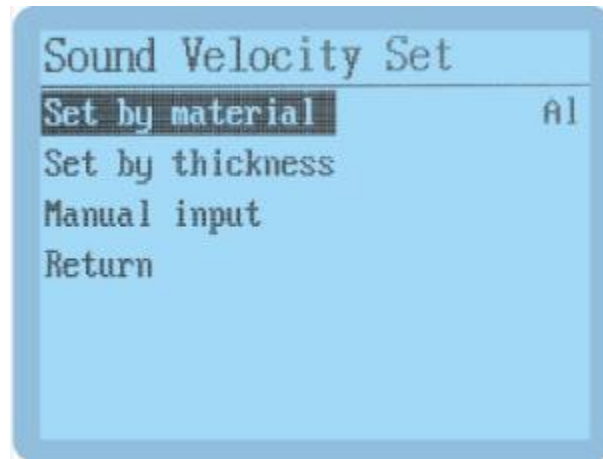 Sound Velocity Set
Set by material Al
Set by thickness
Manual input
Return